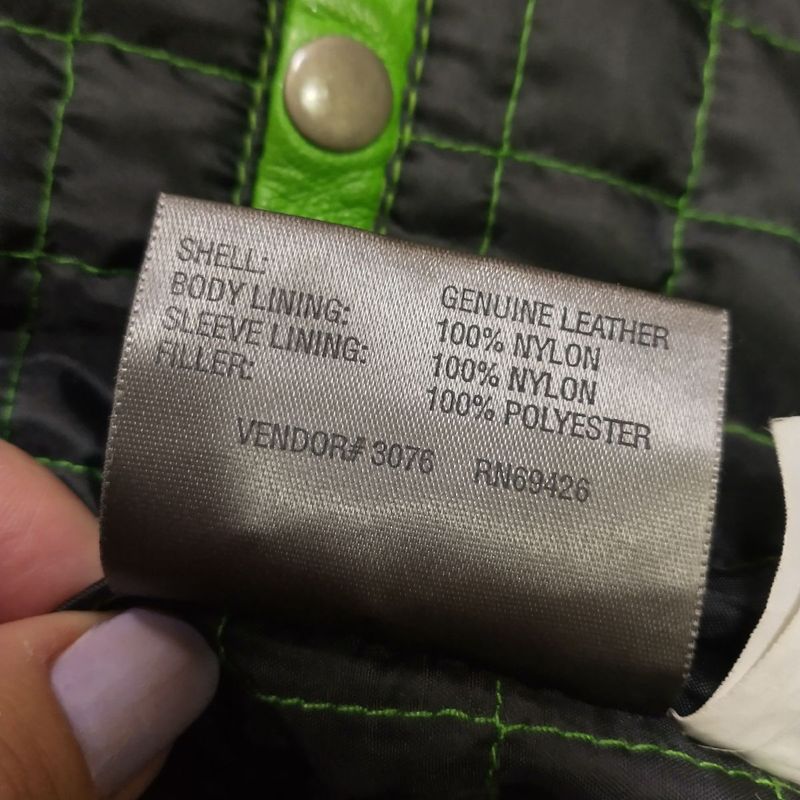 SHELL: GENUINE LEATHER
BODY LINING: 100% NYLON
SLEEVE LINING: 100% NYLON
FILLER: 100% POLYESTER
VENDOR# 3076 RN69426